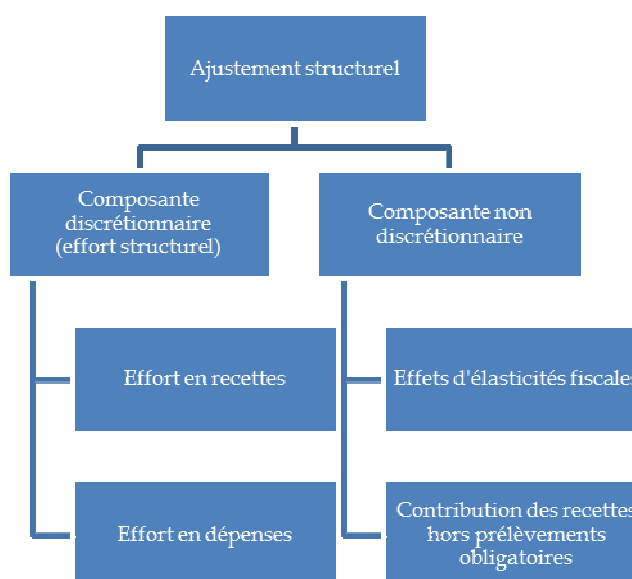 Ajustement structurel
Composante
discrétionnaire
(effort structurel)
Composante non
discrétionnaire
Effort en recettes
Effets d'élasticités fiscales
Effort en dépenses
Contribution des recettes
hors prélèvements
obligatoires